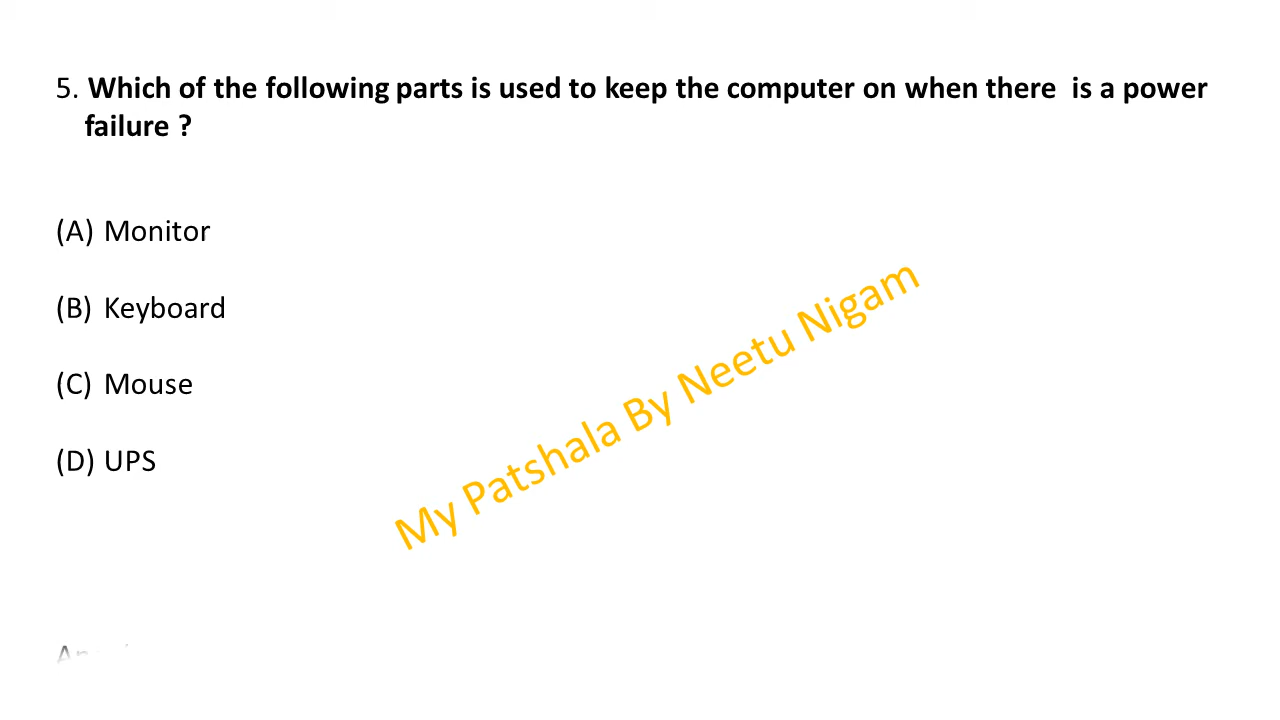 5. Which of the following parts is used to keep the computer on when there  is a power
failure ?
(A) Monitor
(B) Keyboard
(C) Mouse
(D) UPS
My Patshala By Neetu Nigam